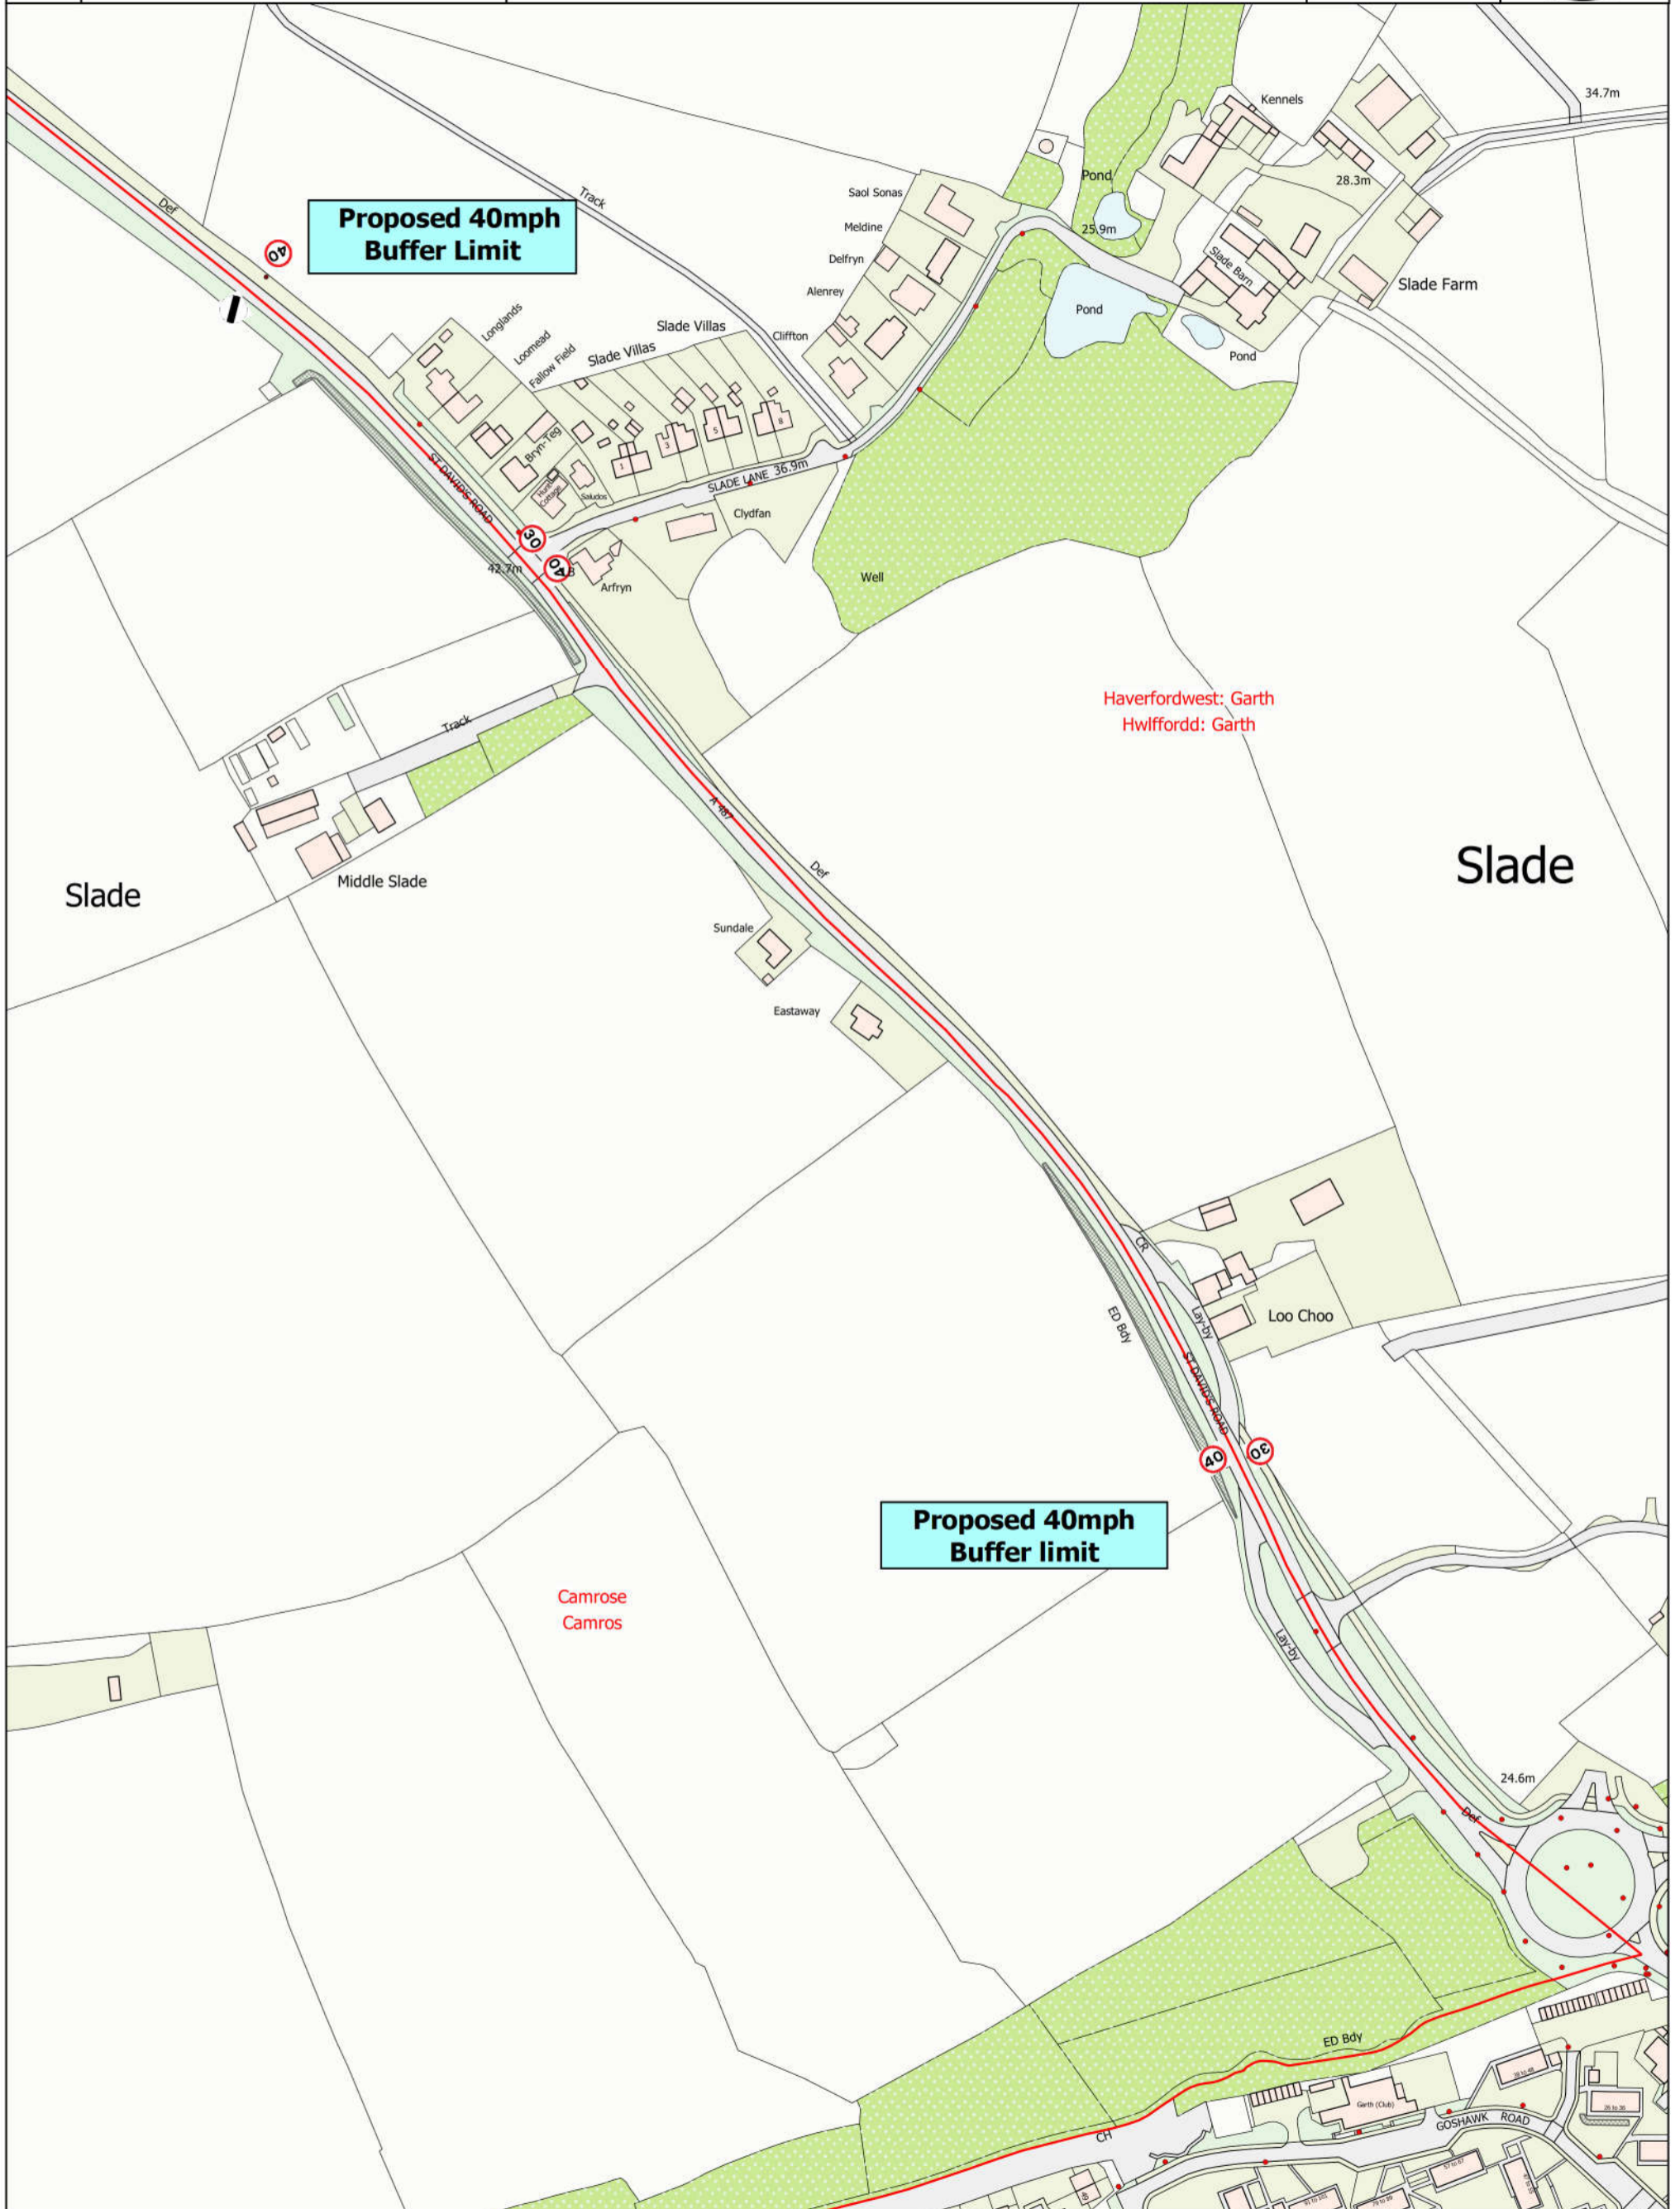 Kennels
34.7m
Def
Proposed 40mph
Buffer Limit
Track
Pond
28.3m
Saol Sonas
Meldine
25.9m
Delfryn
Slade Barn
Alenrey
Slade Farm
40
Pond
Pond
Longlands
Loomead
Fallow Field
Slade Villas
Slade Villas
Cliffton
Bryn-Teg
1
3
5
8
ST DAVID'S ROAD
Cottage
Saludos
SLADE LANE
36.9m
Clydfan
30
40
42.7m
Arfryn
Well
Haverfordwest: Garth
Hwlffordd: Garth
Track
A 487
Def
Slade
Slade
Middle Slade
Sundale
Eastaway
CR
ED Bdy
Lay-by
Loo Choo
ST DAVID'S ROAD
40
30
Proposed 40mph
Buffer limit
Camrose
Camros
Lay-by
24.6m
Def
ED Bdy
Garth (Club)
GOSHAWK ROAD
CH